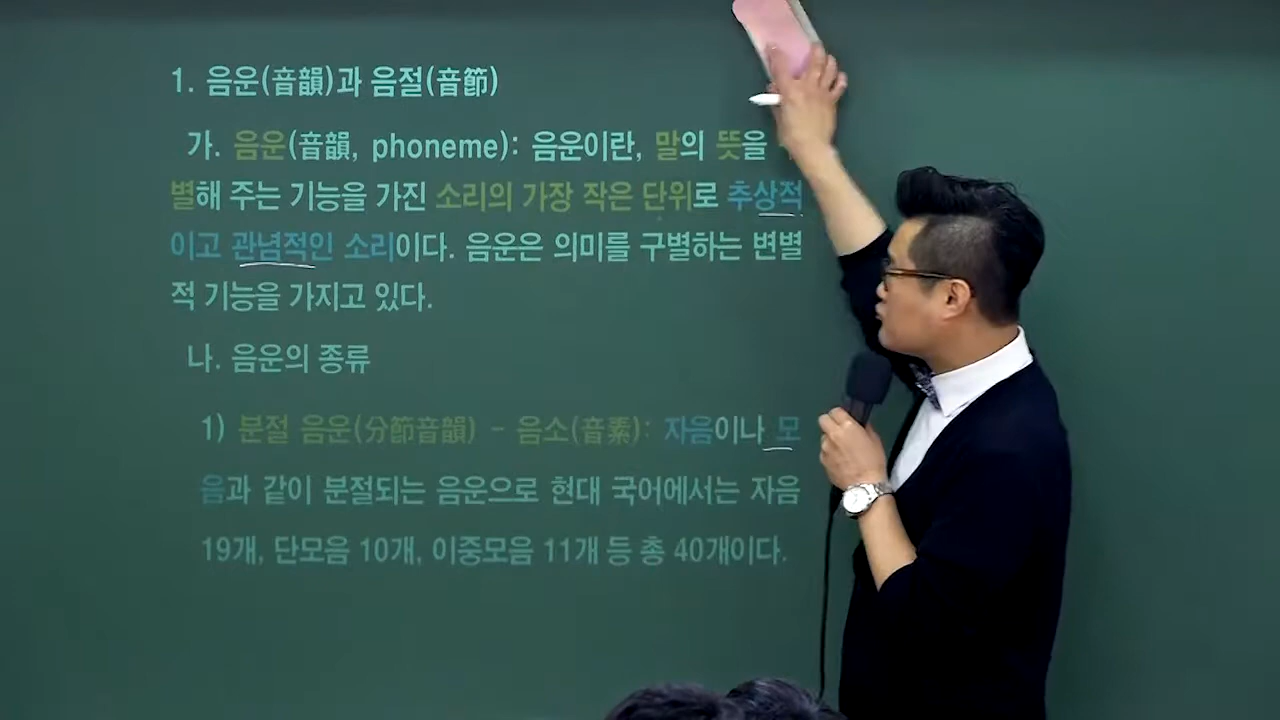 1. 음운(音韻)과 음절(音節)
가. 음운(音韻, phoneme): 음운이란, 말의 뜻을
별해 주는 기능을 가진 소리의 가장 작은 단위로 추상적
이고 관념적인 소리이다. 음운은 의미를 구별하는 변별
적 기능을 가지고 있다.
나. 음운의 종류
1) 분절 음운(分節音韻) - 음소(音素): 자음이나 모
음과 같이 분절되는 음운으로 현대 국어에서는 자음
19개, 단모음 10개, 이중모음 11개 등 총 40개이다.